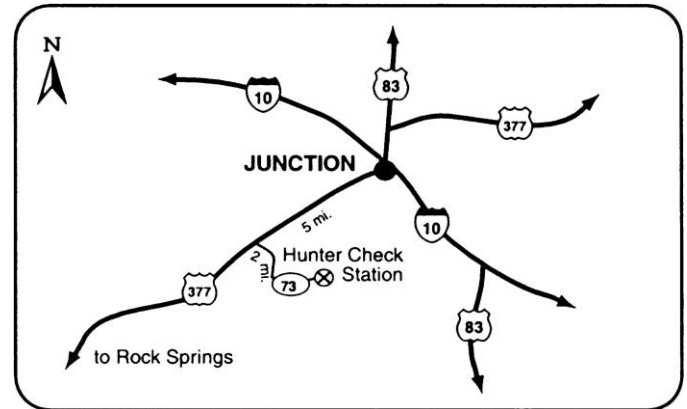 N
83
10
377
JUNCTION
5 mi.
10
Hunter Check
Station
2 mi.
73
377
83
to Rock Springs